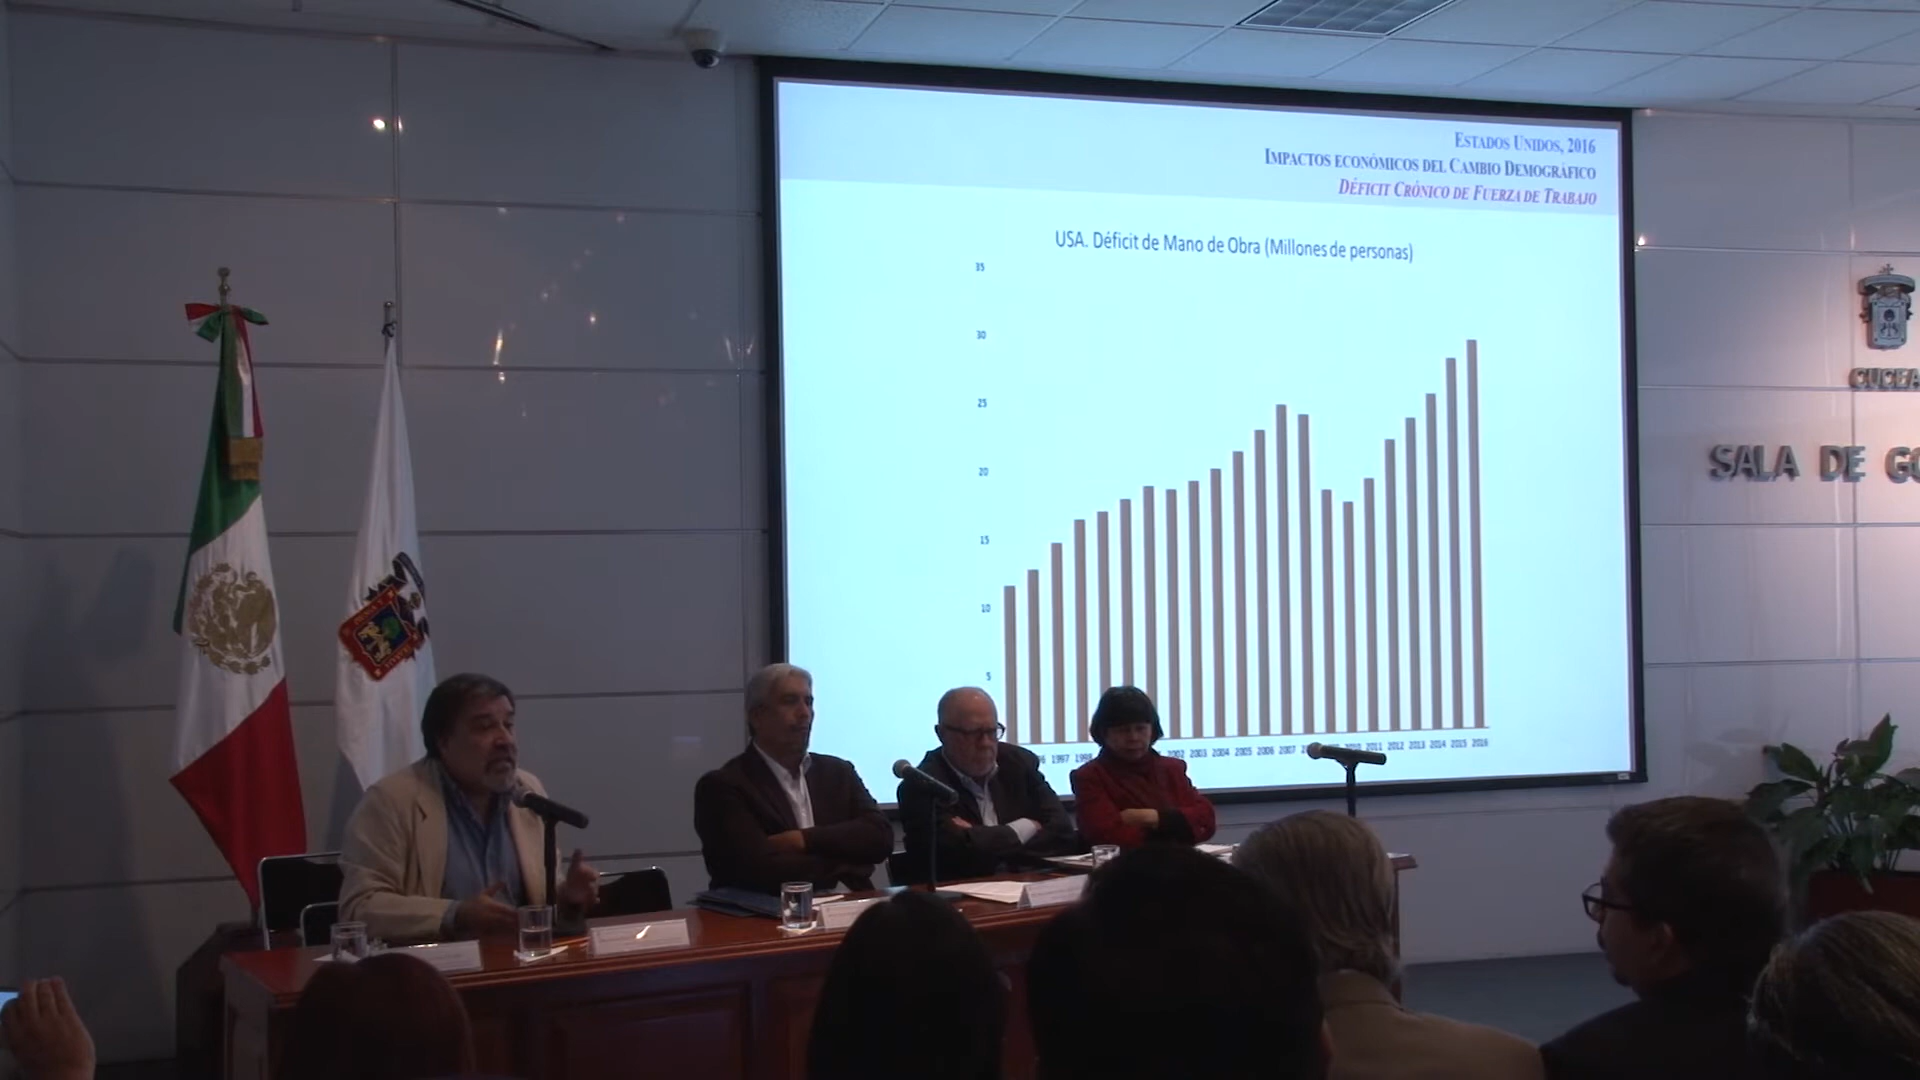 ESTADOS UNIDOS, 2016
IMPACTOS ECONÓMICOS DEL CAMBIO DEMOGRÁFICO
DÉFICIT CRÓNICO DE FUERZA DE TRABAJO
USA. Déficit de Mano de Obra (Millones de personas)
35
30
25
20
15
10
5
1997 1998 2002 2003 2004 2005 2006 2007 2011 2012 2013 2014 2015 2016
CUCEA
SALA DE